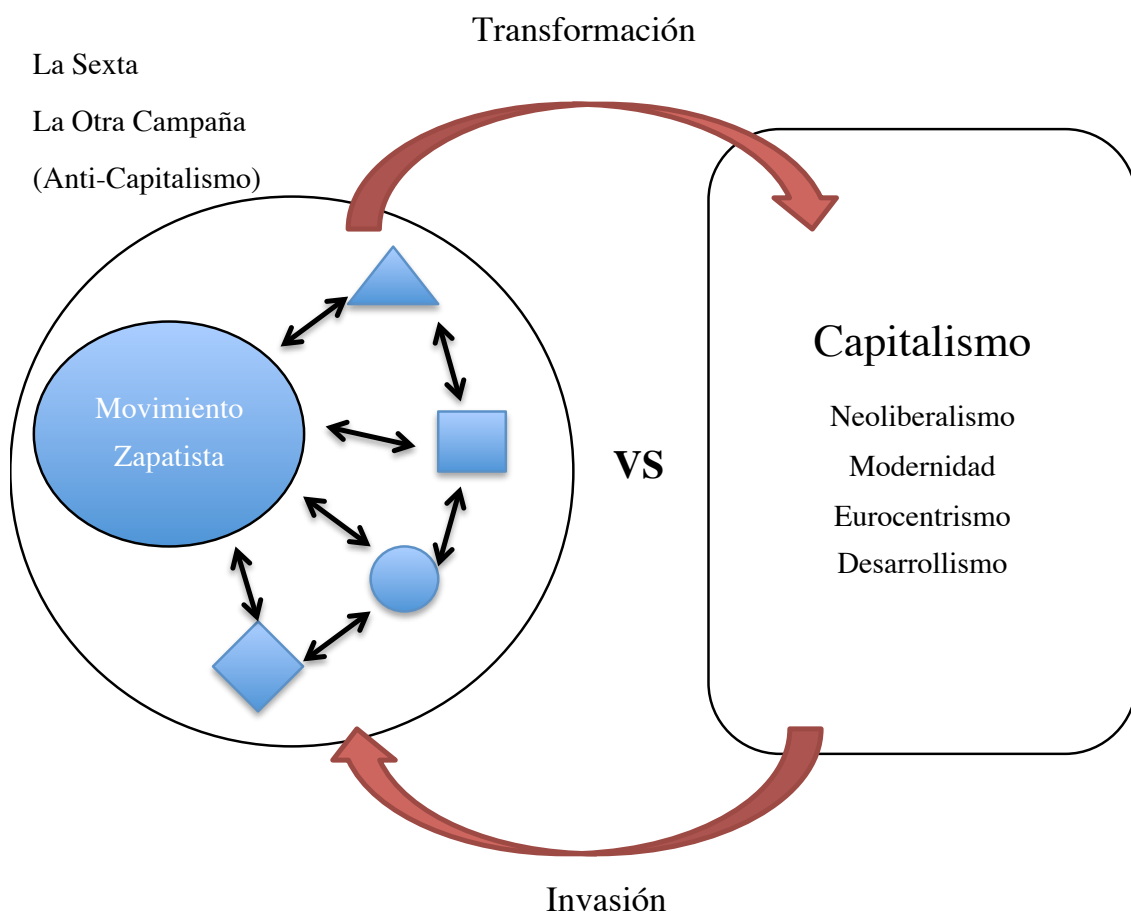 Transformación
La Sexta
La Otra Campaña
(Anti-Capitalismo)
Movimiento
Zapatista
VS
Capitalismo
Neoliberalismo
Modernidad
Eurocentrismo
Desarrollismo
Invasión